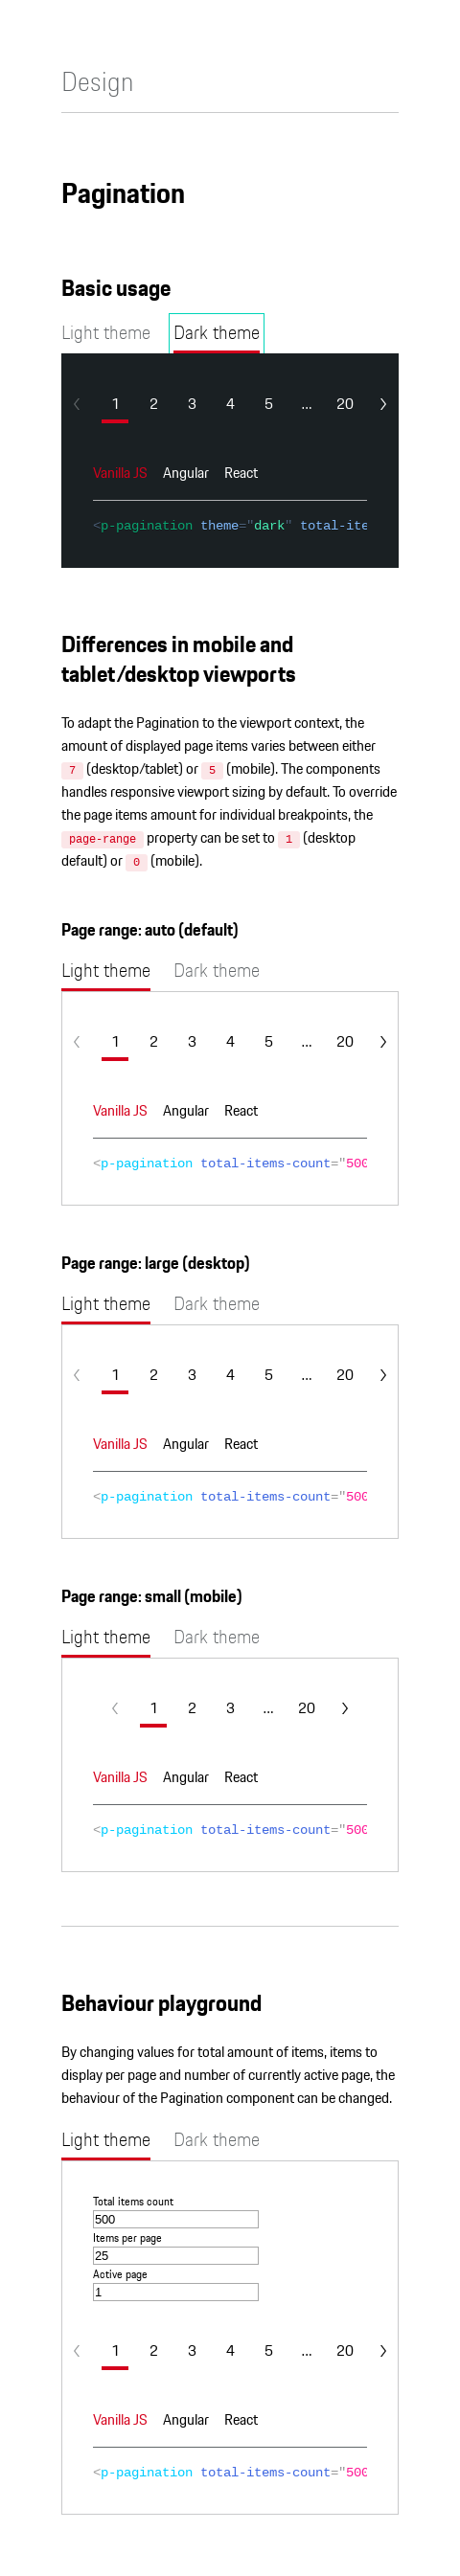 Design
Pagination
Basic usage
Light theme Dark theme
1 2 3 4 5 ... 20
Vanilla JS Angular React
<p-pagination theme="dark" total-ite
Differences in mobile and
tablet/desktop viewports
To adapt the Pagination to the viewport context, the
amount of displayed page items varies between either
7 (desktop/tablet) or 5 (mobile). The components
handles responsive viewport sizing by default. To override
the page items amount for individual breakpoints, the
page-range property can be set to 1 (desktop
default) or 0 (mobile).
Page range: auto (default)
Light theme Dark theme
1 2 3 4 5 ... 20
Vanilla JS Angular React
<p-pagination total-items-count="500
Page range: large (desktop)
Light theme Dark theme
1 2 3 4 5 ... 20
Vanilla JS Angular React
<p-pagination total-items-count="500
Page range: small (mobile)
Light theme Dark theme
1 2 3 ... 20
Vanilla JS Angular React
<p-pagination total-items-count="500
Behaviour playground
By changing values for total amount of items, items to
display per page and number of currently active page, the
behaviour of the Pagination component can be changed.
Light theme Dark theme
Total items count
500
Items per page
25
Active page
1
1 2 3 4 5 ... 20
Vanilla JS Angular React
<p-pagination total-items-count="500